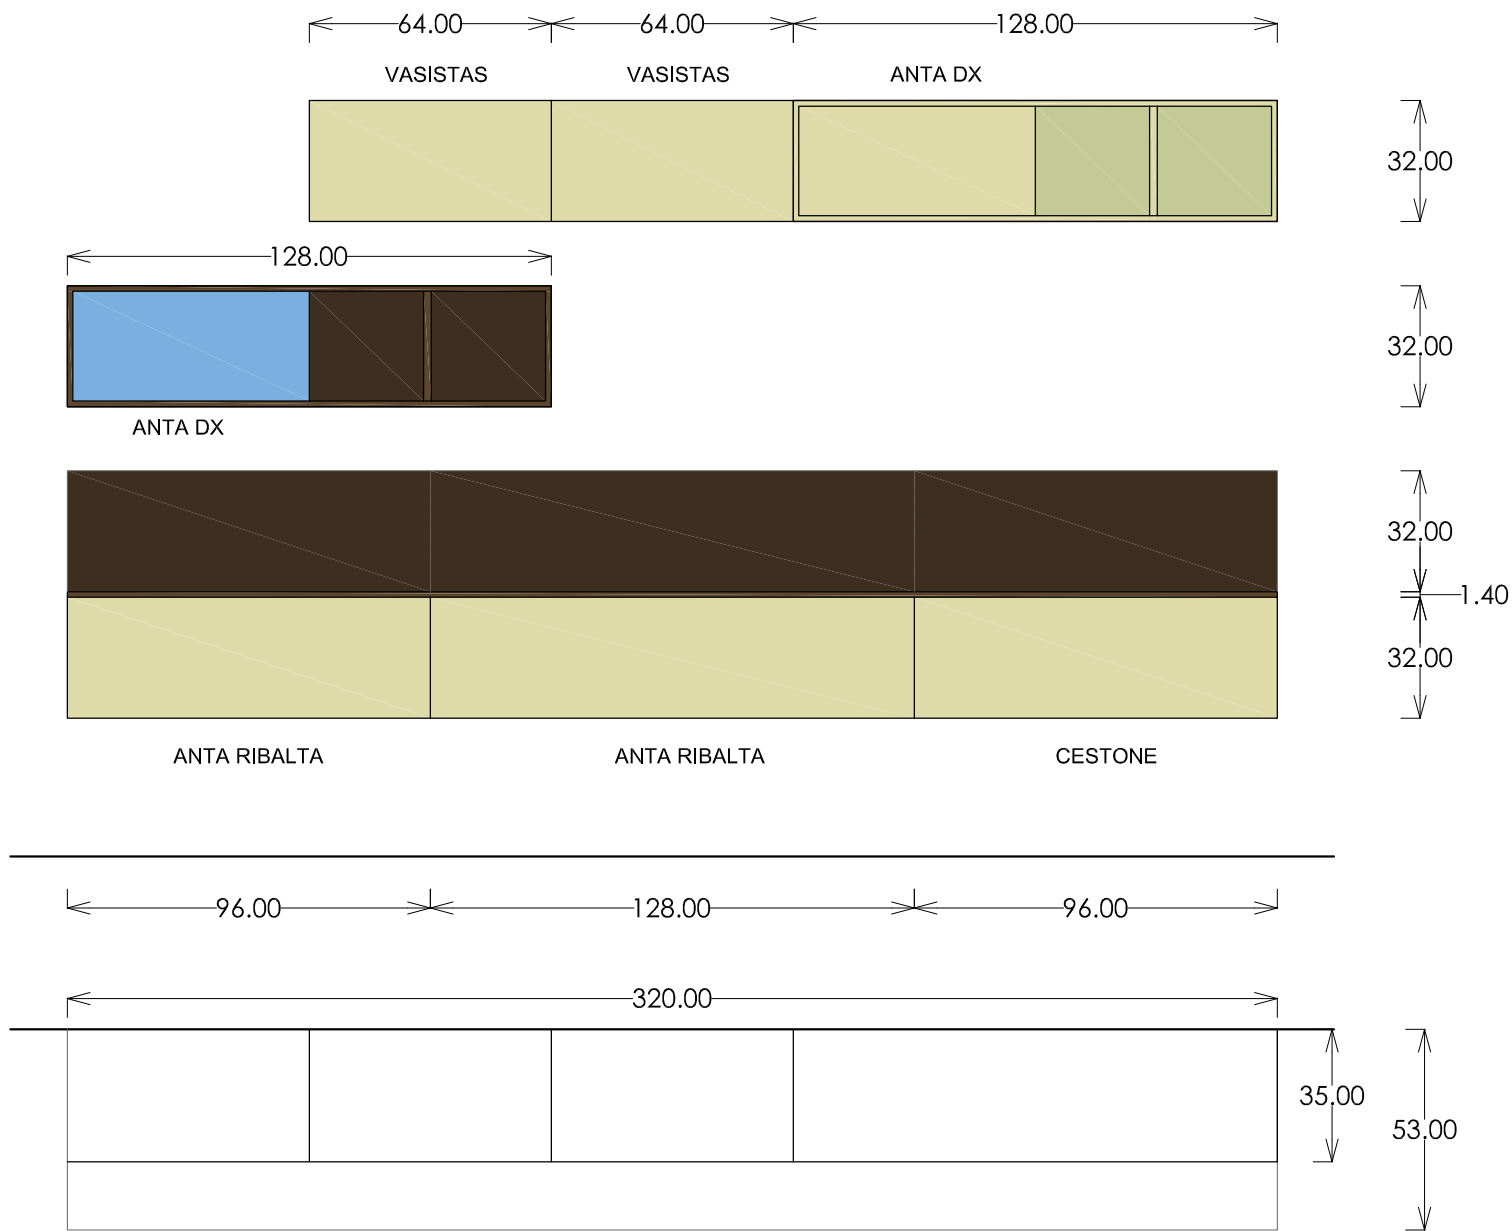 64.00 64.00 128.00
VASISTAS VASISTAS ANTA DX
32.00
128.00
32.00
ANTA DX
32.00
1.40
32.00
ANTA RIBALTA ANTA RIBALTA CESTONE
96.00 128.00 96.00
320.00
35.00
53.00